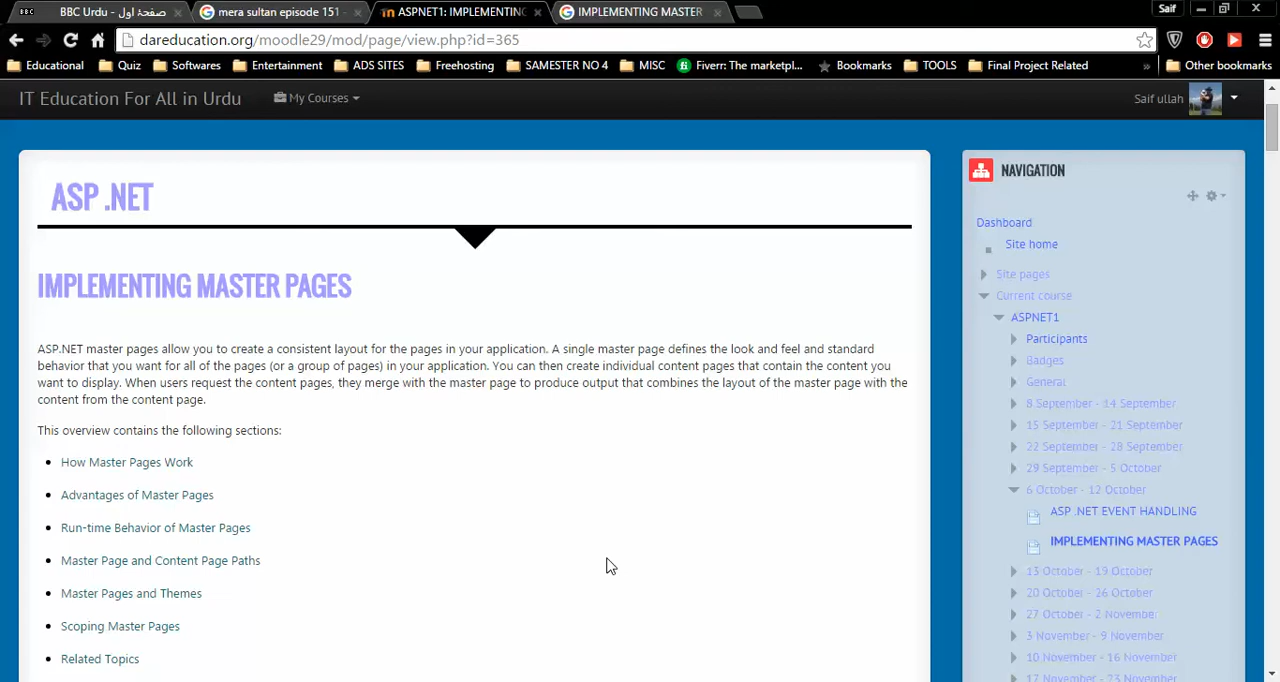 Saif
BBC صفحۂ اول - BBC Urdu
mera sultan episode 151 -
ASPNET1: IMPLEMENTIN
IMPLEMENTING MASTER
dareducation.org/moodle29/mod/page/view.php?id=365
Educational Quiz Softwares Entertainment ADS SITES Freehosting SAMESTER NO 4 MISC Fiverr: The marketpl... Bookmarks TOOLS Final Project Related » Other bookmarks
IT Education For All in Urdu My Courses Saif ullah
ASP .NET
IMPLEMENTING MASTER PAGES
ASP.NET master pages allow you to create a consistent layout for the pages in your application. A single master page defines the look and feel and standard
behavior that you want for all of the pages (or a group of pages) in your application. You can then create individual content pages that contain the content you
want to display. When users request the content pages, they merge with the master page to produce output that combines the layout of the master page with the
content from the content page.
This overview contains the following sections:
How Master Pages Work
Advantages of Master Pages
Run-time Behavior of Master Pages
Master Page and Content Page Paths
Master Pages and Themes
Scoping Master Pages
Related Topics
NAVIGATION
Dashboard
Site home
Site pages
Current course
ASPNET1
Participants
Badges
General
8 September - 14 September
15 September - 21 September
22 September - 28 September
29 September - 5 October
6 October - 12 October
ASP .NET EVENT HANDLING
IMPLEMENTING MASTER PAGES
13 October - 19 October
20 October - 26 October
27 October - 2 Novembe
3 November - 9 November
10 November - 16 November
17 November - 23 November